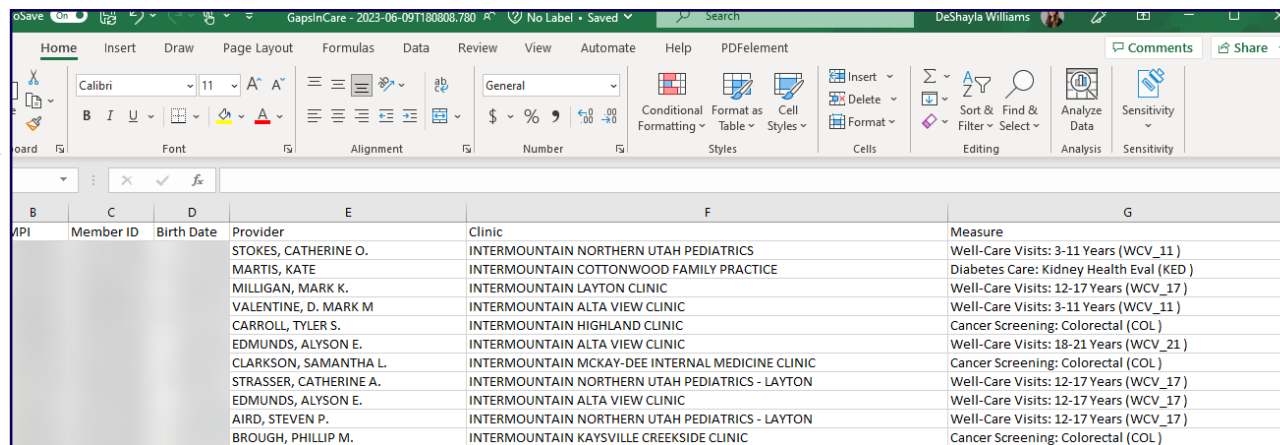 oSave On GapsInCare - 2023-06-09T180808.780 No Label • Saved Search DeShayla Williams
Home Insert Draw Page Layout Formulas Data Review View Automate Help PDFelement Comments Share
Calibri 11 A^ A˅ ab General Insert Σ
Conditional Formatting Format as Table Cell Styles Delete Sort & Filter Find & Select Analyze Data Sensitivity
B I U A $ % 9 .00 Format
oard Font Alignment Number Styles Cells Editing Analysis Sensitivity
fx
B C D E F G
MPI Member ID Birth Date Provider Clinic Measure
STOKES, CATHERINE O. INTERMOUNTAIN NORTHERN UTAH PEDIATRICS Well-Care Visits: 3-11 Years (WCV_11 )
MARTIS, KATE INTERMOUNTAIN COTTONWOOD FAMILY PRACTICE Diabetes Care: Kidney Health Eval (KED )
MILLIGAN, MARK K. INTERMOUNTAIN LAYTON CLINIC Well-Care Visits: 12-17 Years (WCV_17 )
VALENTINE, D. MARK M INTERMOUNTAIN ALTA VIEW CLINIC Well-Care Visits: 3-11 Years (WCV_11 )
CARROLL, TYLER S. INTERMOUNTAIN HIGHLAND CLINIC Cancer Screening: Colorectal (COL )
EDMUNDS, ALYSON E. INTERMOUNTAIN ALTA VIEW CLINIC Well-Care Visits: 18-21 Years (WCV_21 )
CLARKSON, SAMANTHA L. INTERMOUNTAIN MCKAY-DEE INTERNAL MEDICINE CLINIC Cancer Screening: Colorectal (COL )
STRASSER, CATHERINE A. INTERMOUNTAIN NORTHERN UTAH PEDIATRICS - LAYTON Well-Care Visits: 12-17 Years (WCV_17 )
EDMUNDS, ALYSON E. INTERMOUNTAIN ALTA VIEW CLINIC Well-Care Visits: 12-17 Years (WCV_17 )
AIRD, STEVEN P. INTERMOUNTAIN NORTHERN UTAH PEDIATRICS - LAYTON Well-Care Visits: 12-17 Years (WCV_17 )
BROUGH, PHILLIP M. INTERMOUNTAIN KAYSVILLE CREEKSIDE CLINIC Cancer Screening: Colorectal (COL )